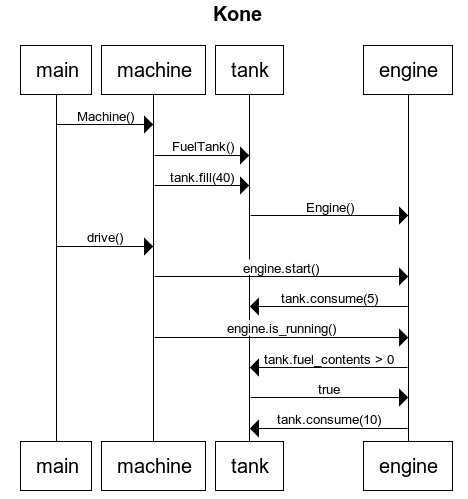 Kone
main machine tank engine
Machine()
FuelTank()
tank.fill(40)
Engine()
drive()
engine.start()
tank.consume(5)
engine.is_running()
tank.fuel_contents > 0
true
tank.consume(10)
main machine tank engine